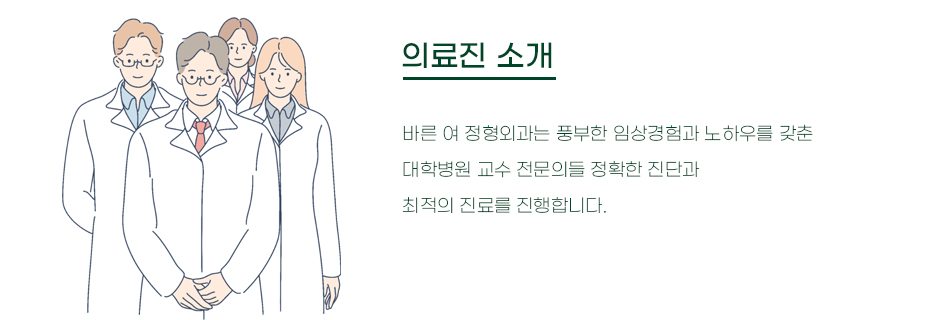 의료진 소개
바른 여 정형외과는 풍부한 임상경험과 노하우를 갖춘
대학병원 교수 전문의들 정확한 진단과
최적의 진료를 진행합니다.